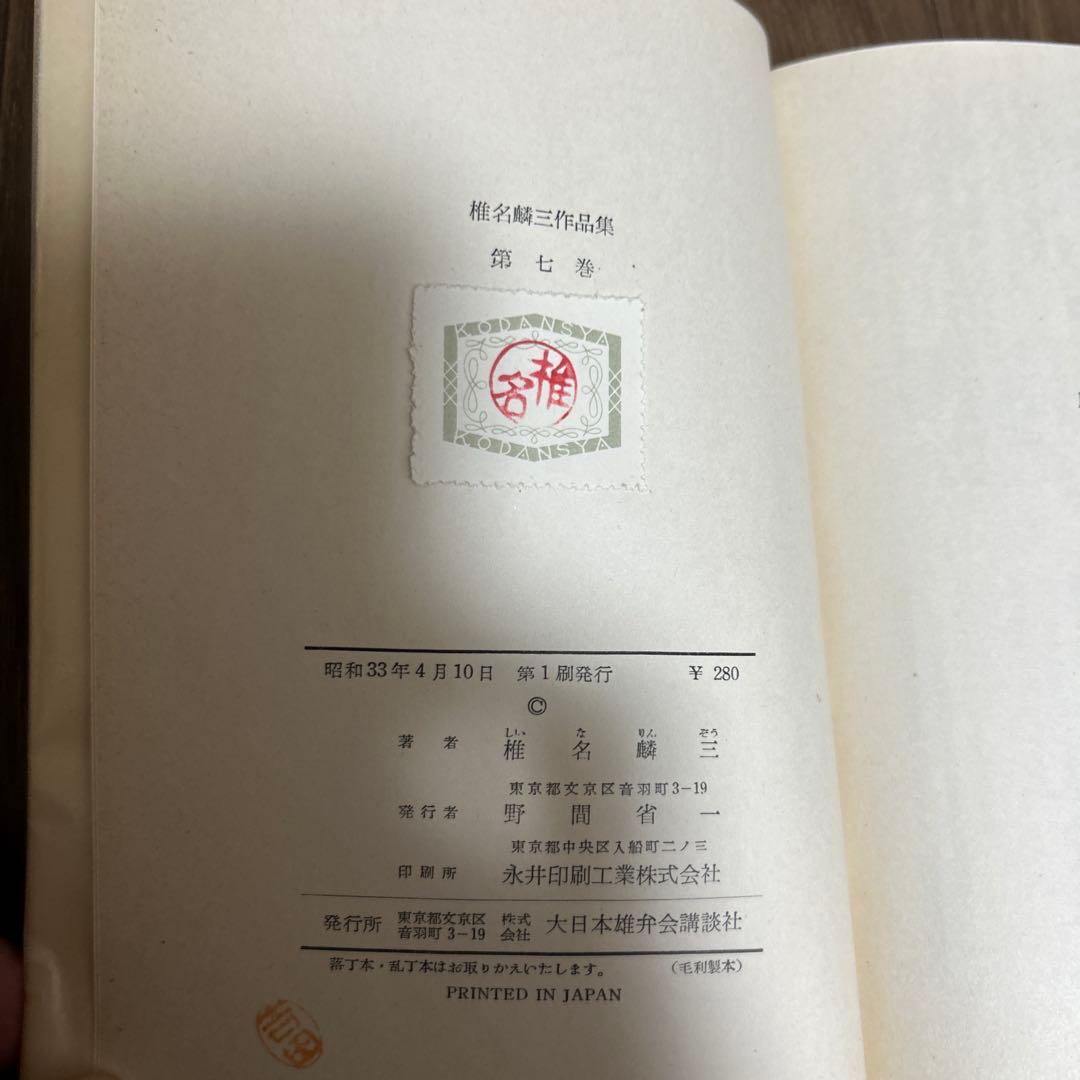 椎名麟三作品集
第七巻
KODANSYA
椎名
KODANSYA
昭和33年4月10日 第1刷発行 ¥ 280
©
しいなりんぞう
著者 椎名麟三
東京都文京区音羽町3-19
発行者 野間省一
東京都中央区入船町二ノ三
印刷所 永井印刷工業株式会社
発行所 東京都文京区音羽町3-19 株式会社 大日本雄弁会講談社
落丁本・乱丁本はお取りかえいたします。 (毛利製本)
PRINTED IN JAPAN